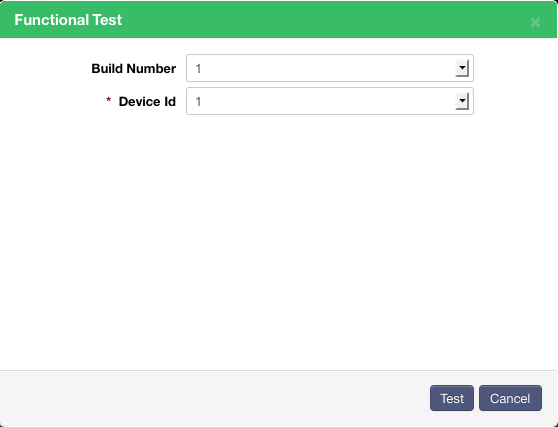 Functional Test
×
Build Number 1
* Device Id 1
Test Cancel